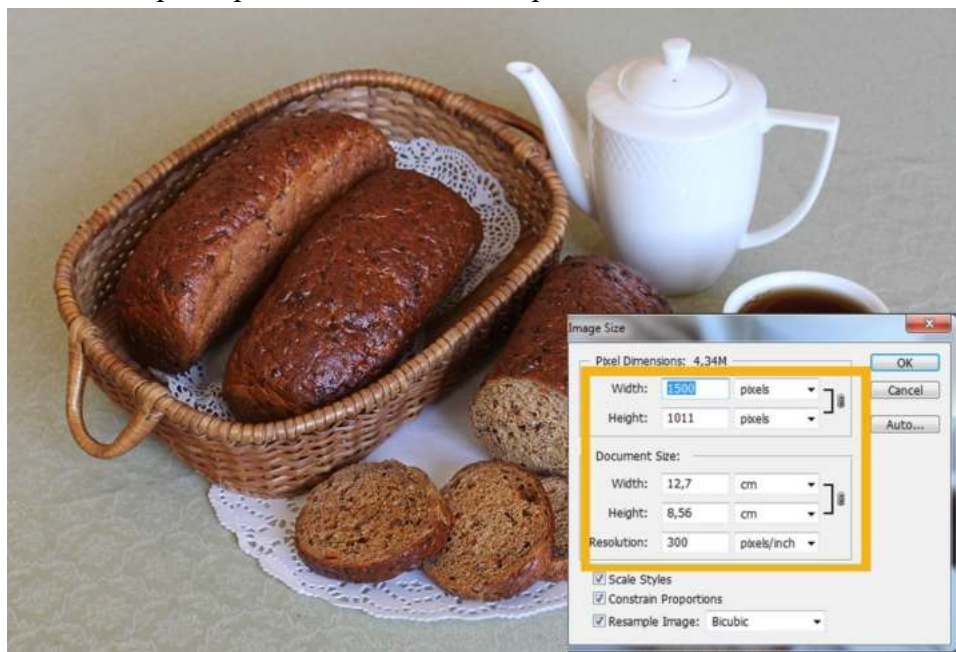 Image Size
Pixel Dimensions: 4,34M
OK
Width: 1500 pixels
Cancel
Height: 1011 pixels
Auto...
Document Size:
Width: 12,7 cm
Height: 8,56 cm
Resolution: 300 pixels/inch
Scale Styles
Constrain Proportions
Resample Image: Bicubic